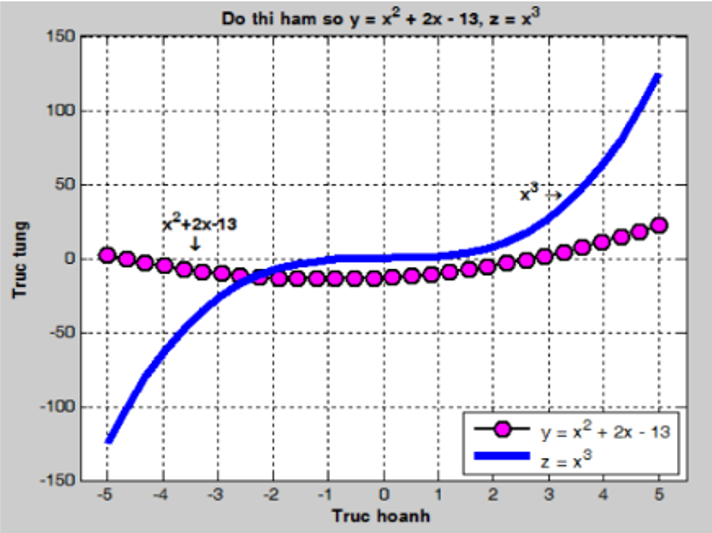 Do thi ham so y = x² + 2x - 13, z = x³
Truc tung
150
100
50
0
-50
-100
-150
x²+2x-13
↓
x³ →
y = x² + 2x - 13
z = x³
-5 -4 -3 -2 -1 0 1 2 3 4 5
Truc hoanh